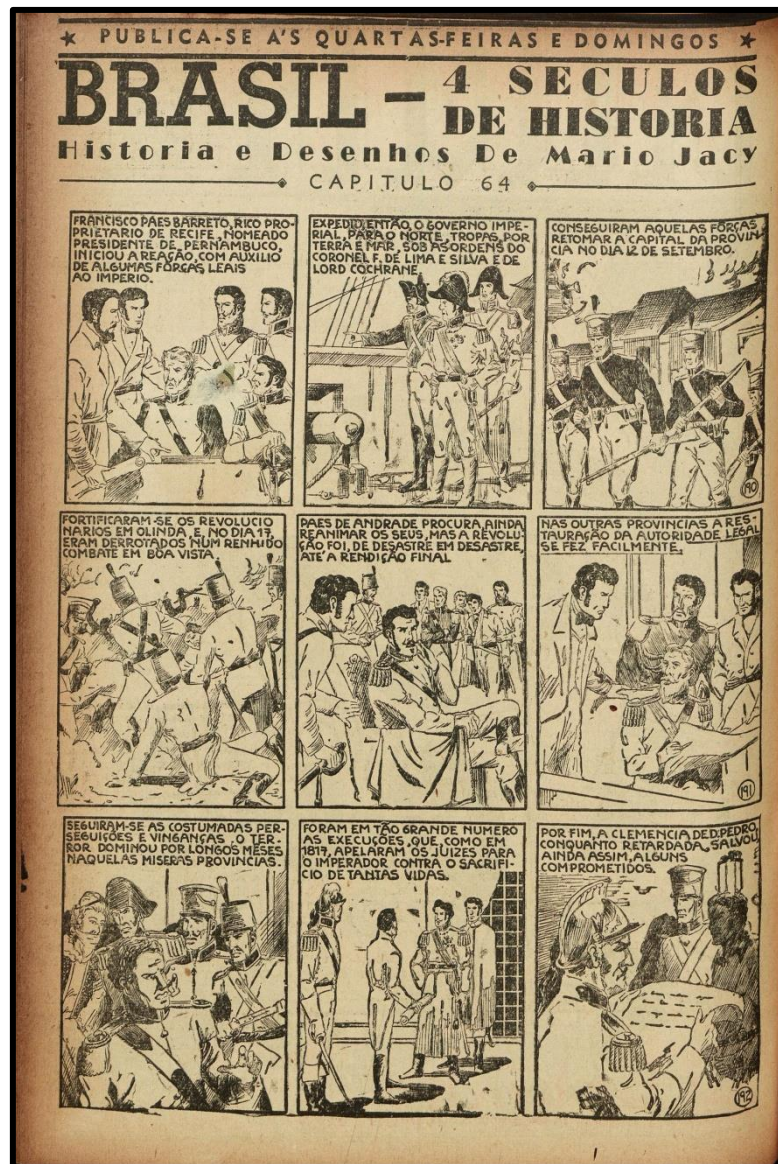 ★ PUBLICA-SE A'S QUARTAS-FEIRAS E DOMINGOS ★
BRASIL – 4 SECULOS
DE HISTORIA
Historia e Desenhos De Mario Jacy
CAPITULO 64
FRANCISCO PAES BARRETO, RICO PRO-
PRIETARIO DE RECIFE, NOMEADO
PRESIDENTE DE PERNAMBUCO,
INICIOU A REAÇÃO, COM AUXILIO
DE ALGUMAS FÔRÇAS LEAIS
AO IMPERIO.
EXPEDIO, ENTÃO, O GOVERNO IMPE-
RIAL, PARA O NORTE, TROPAS, POR
TERRA E MAR, SOB AS ORDENS DO
CORONEL F. DE LIMA E SILVA E DE
LORD COCHRANE
CONSEGUIRAM AQUELAS FÔRÇAS
RETOMAR A CAPITAL DA PROVIN-
CIA NO DIA 12 DE SETEMBRO.
190
FORTIFICARAM-SE OS REVOLUCIO
NARIOS EM OLINDA, E, NO DIA 17
ERAM DERROTADOS NUM RENHIDO
COMBATE EM BÔA VISTA
PAES DE ANDRADE PROCURA, AINDA
REANIMAR OS SEUS, MAS A REVOLU-
ÇÃO FOI, DE DESASTRE EM DESASTRE,
ATÉ A RENDIÇÃO FINAL
NAS OUTRAS PROVINCIAS A RES-
TAURAÇÃO DA AUTORIDADE LEGAL
SE FEZ FACILMENTE.
191
SEGUIRAM-SE AS COSTUMADAS PER-
SEGUIÇÕES E VINGANÇAS. O TER-
ROR DOMINOU POR LONGOS MÊSES
NAQUELAS MISERAS PROVINCIAS.
FORAM EM TÃO GRANDE NUMERO
AS EXECUÇÕES, QUE, COMO EM
1817, APELARAM OS JUIZES PARA
O IMPERADOR CONTRA O SACRIFI-
CIO DE TANTAS VIDAS.
POR FIM, A CLEMENCIA DE D. PEDRO,
CONQUANTO RETARDADA, SALVOU
AINDA ASSIM, ALGUNS
COMPROMETIDOS.
192